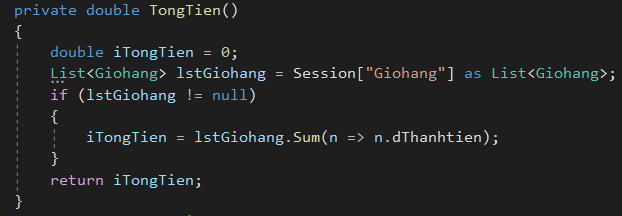 private double TongTien()
{
double iTongTien = 0;
List<Giohang> lstGiohang = Session["Giohang"] as List<Giohang>;
if (lstGiohang != null)
{
iTongTien = lstGiohang.Sum(n => n.dThanhtien);
}
return iTongTien;
}